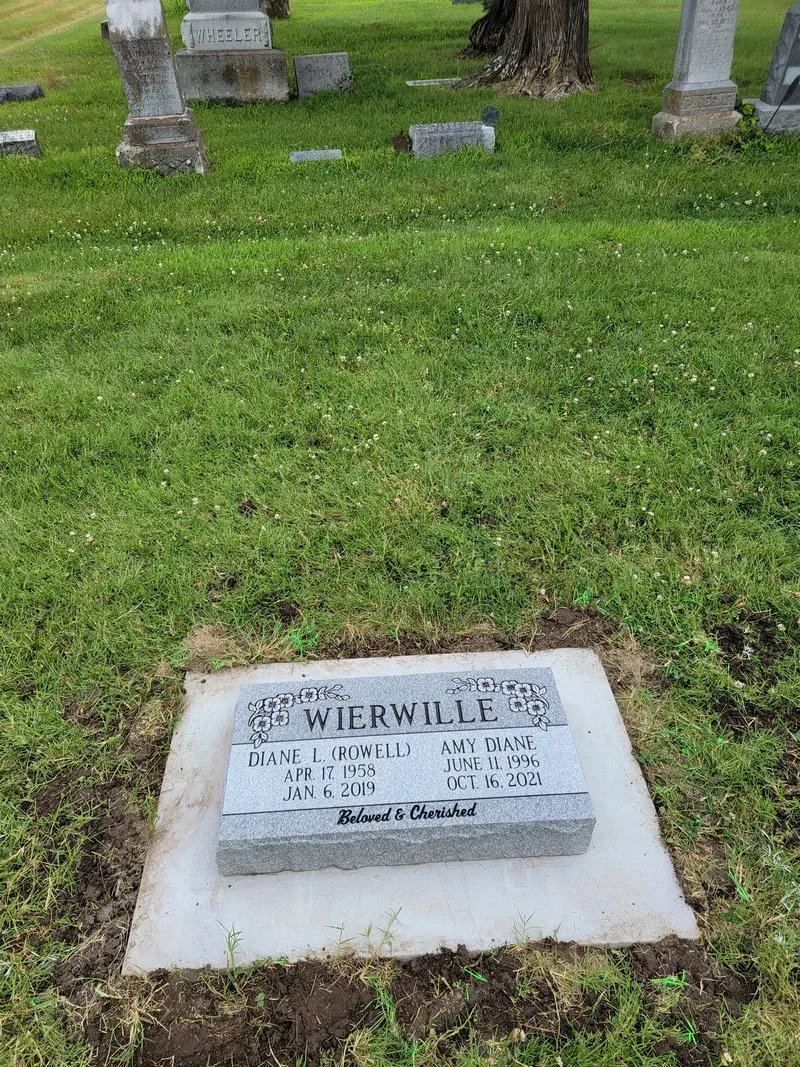 WHEELER
WIERWILLE
DIANE L. (ROWELL)
APR. 17, 1958
JAN. 6, 2019
AMY DIANE
JUNE 11, 1996
OCT. 16, 2021
Beloved & Cherished